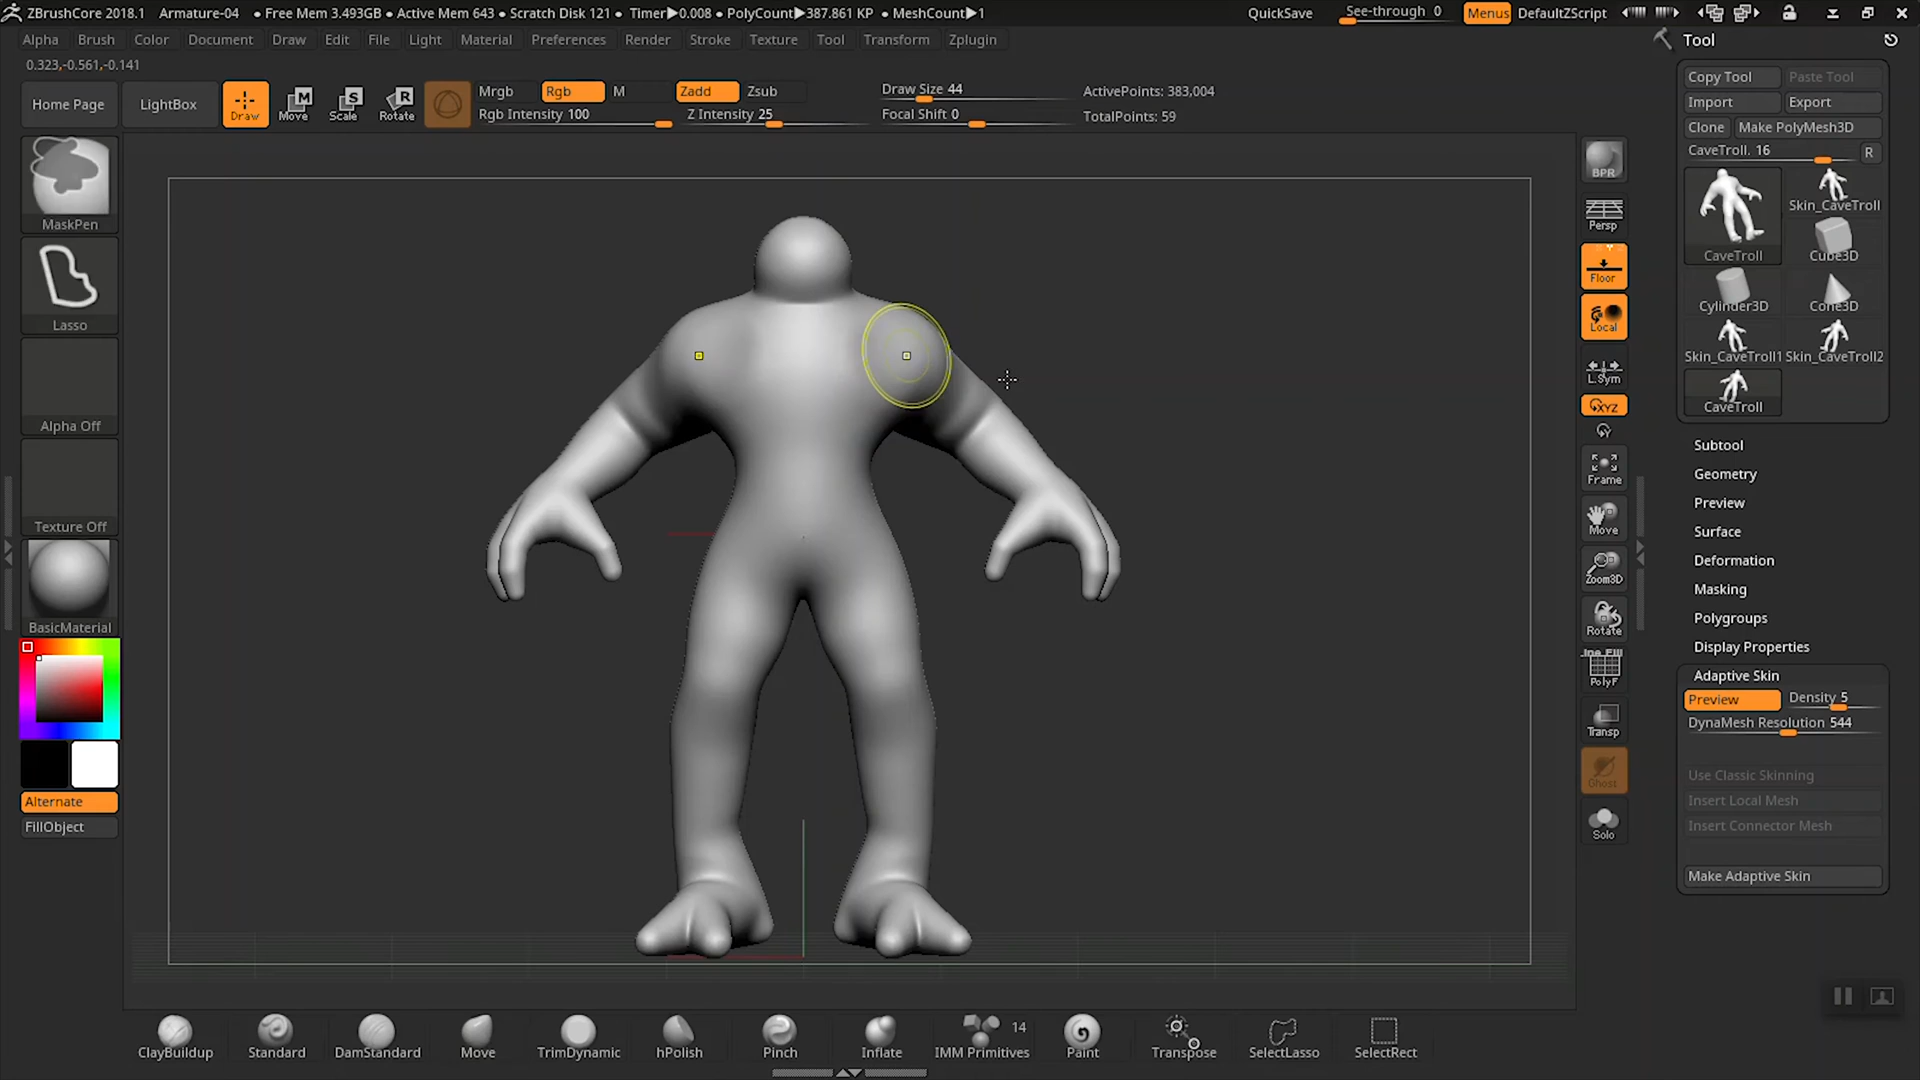 ZBrushCore 2018.1 Armature-04 • Free Mem 3.493GB • Active Mem 643 • Scratch Disk 121 • Timer▶0.008 • PolyCount▶387.861 KP • MeshCount▶1 QuickSave See-through 0 Menus DefaultZScript
Alpha Brush Color Document Draw Edit File Light Material Preferences Render Stroke Texture Tool Transform Zplugin
0.323,-0.561,-0.141
Home Page LightBox Draw Move Scale Rotate
M S R
Mrgb Rgb M Zadd Zsub
Rgb Intensity 100 Z Intensity 25
Draw Size 44
Focal Shift 0
ActivePoints: 383,004
TotalPoints: 59
MaskPen
Lasso
Alpha Off
Texture Off
BasicMaterial
Alternate
FillObject
BPR
Persp
Floor
Local
L.Sym
XYZ
Y
Frame
Move
Zoom3D
Rotate
Line Fill
PolyF
Transp
Ghost
Solo
Tool
Copy Tool Paste Tool
Import Export
Clone Make PolyMesh3D
CaveTroll. 16 R
CaveTroll Skin_CaveTroll
Cube3D
Cylinder3D Cone3D
Skin_CaveTroll1 Skin_CaveTroll2
CaveTroll
Subtool
Geometry
Preview
Surface
Deformation
Masking
Polygroups
Display Properties
Adaptive Skin
Preview Density 5
DynaMesh Resolution 544
Use Classic Skinning
Insert Local Mesh
Insert Connector Mesh
Make Adaptive Skin
ClayBuildup Standard DamStandard Move TrimDynamic hPolish Pinch Inflate IMM Primitives 14 Paint Transpose SelectLasso SelectRect